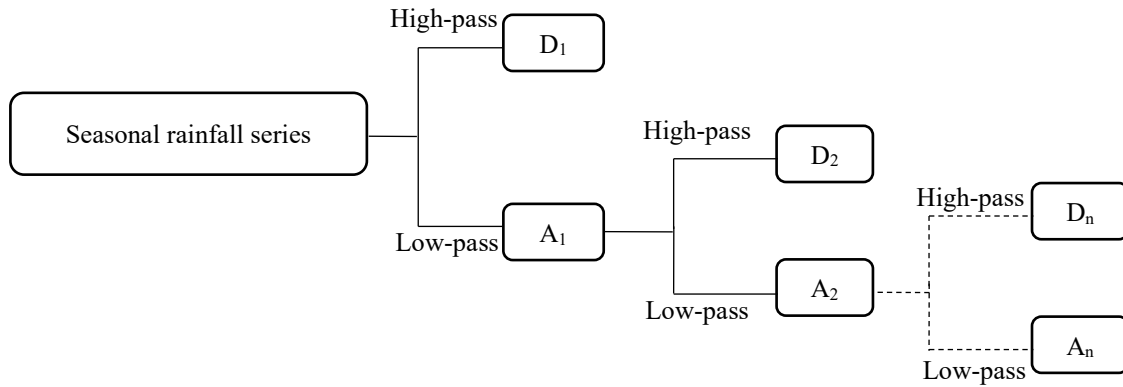 High-pass
D₁
Seasonal rainfall series
High-pass
D₂
Low-pass
A₁
High-pass
Dₙ
Low-pass
A₂
Low-pass
Aₙ